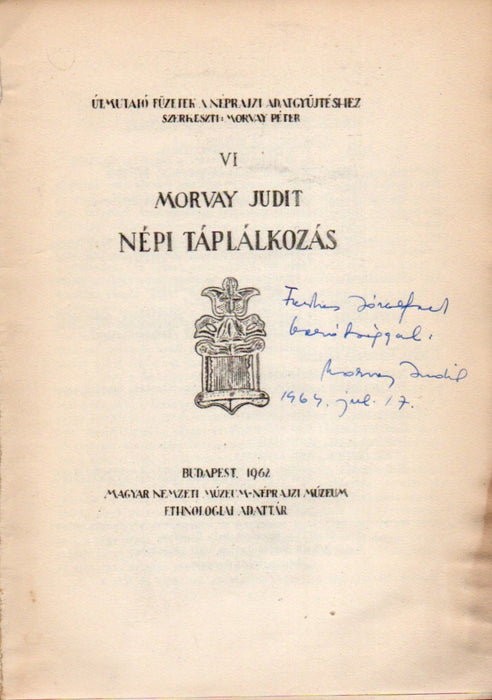 ÚTMUTATÓ FÜZETEK A NÉPRAJZI ADATGYŰJTÉSHEZ
SZERKESZTI: MORVAY PÉTER
VI
MORVAY JUDIT
NÉPI TÁPLÁLKOZÁS
Farkas Józsefnek
barátsággal:
Morvay Judit
1964. júl. 17.
BUDAPEST, 1962
MAGYAR NEMZETI MÚZEUM-NÉPRAJZI MÚZEUM
ETHNOLOGIAI ADATTÁR